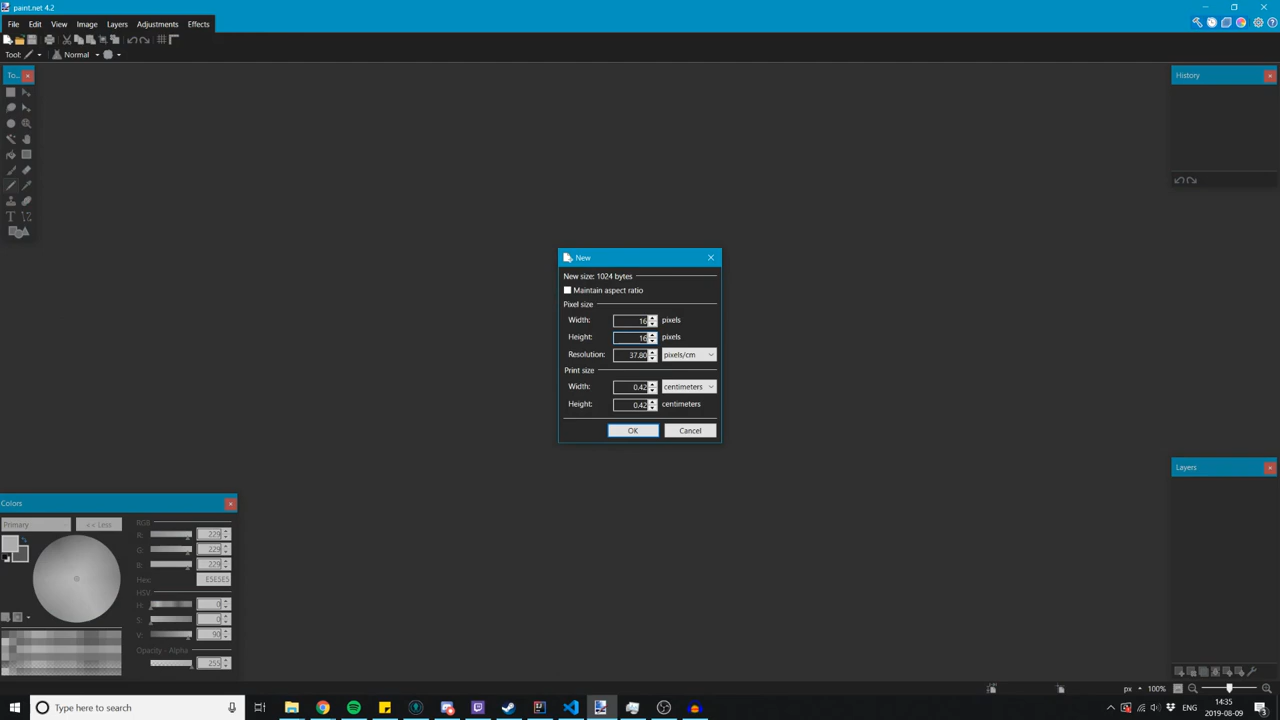 paint.net 4.2
File Edit View Image Layers Adjustments Effects
Tool: Normal
To...
History
New
New size: 1024 bytes
Maintain aspect ratio
Pixel size
Width: 16 pixels
Height: 16 pixels
Resolution: 37.80 pixels/cm
Print size
Width: 0.42 centimeters
Height: 0.42 centimeters
OK Cancel
Layers
Colors
Primary << Less
RGB
R: 229
G: 229
B: 229
Hex: E5E5E5
HSV
H: 0
S: 0
V: 90
Opacity - Alpha
255
px 100%
Type here to search
ENG
14:35
2019-08-09
3